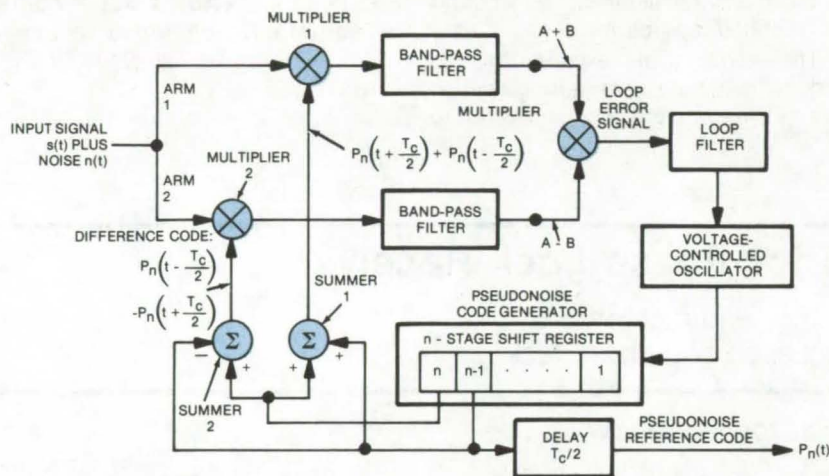 MULTIPLIER
1
BAND-PASS
FILTER
A + B
MULTIPLIER
LOOP
ERROR
SIGNAL
LOOP
FILTER
ARM
1
INPUT SIGNAL
s(t) PLUS
NOISE n(t)
ARM
2
MULTIPLIER
2
Pn(t + Tc/2) + Pn(t - Tc/2)
BAND-PASS
FILTER
A - B
DIFFERENCE CODE:
Pn(t - Tc/2)
-Pn(t + Tc/2)
VOLTAGE-
CONTROLLED
OSCILLATOR
SUMMER
1
PSEUDONOISE
CODE GENERATOR
n - STAGE SHIFT REGISTER
n n-1 · · · · 1
Σ Σ
- + + +
SUMMER
2
DELAY
Tc/2
PSEUDONOISE
REFERENCE CODE
Pn(t)